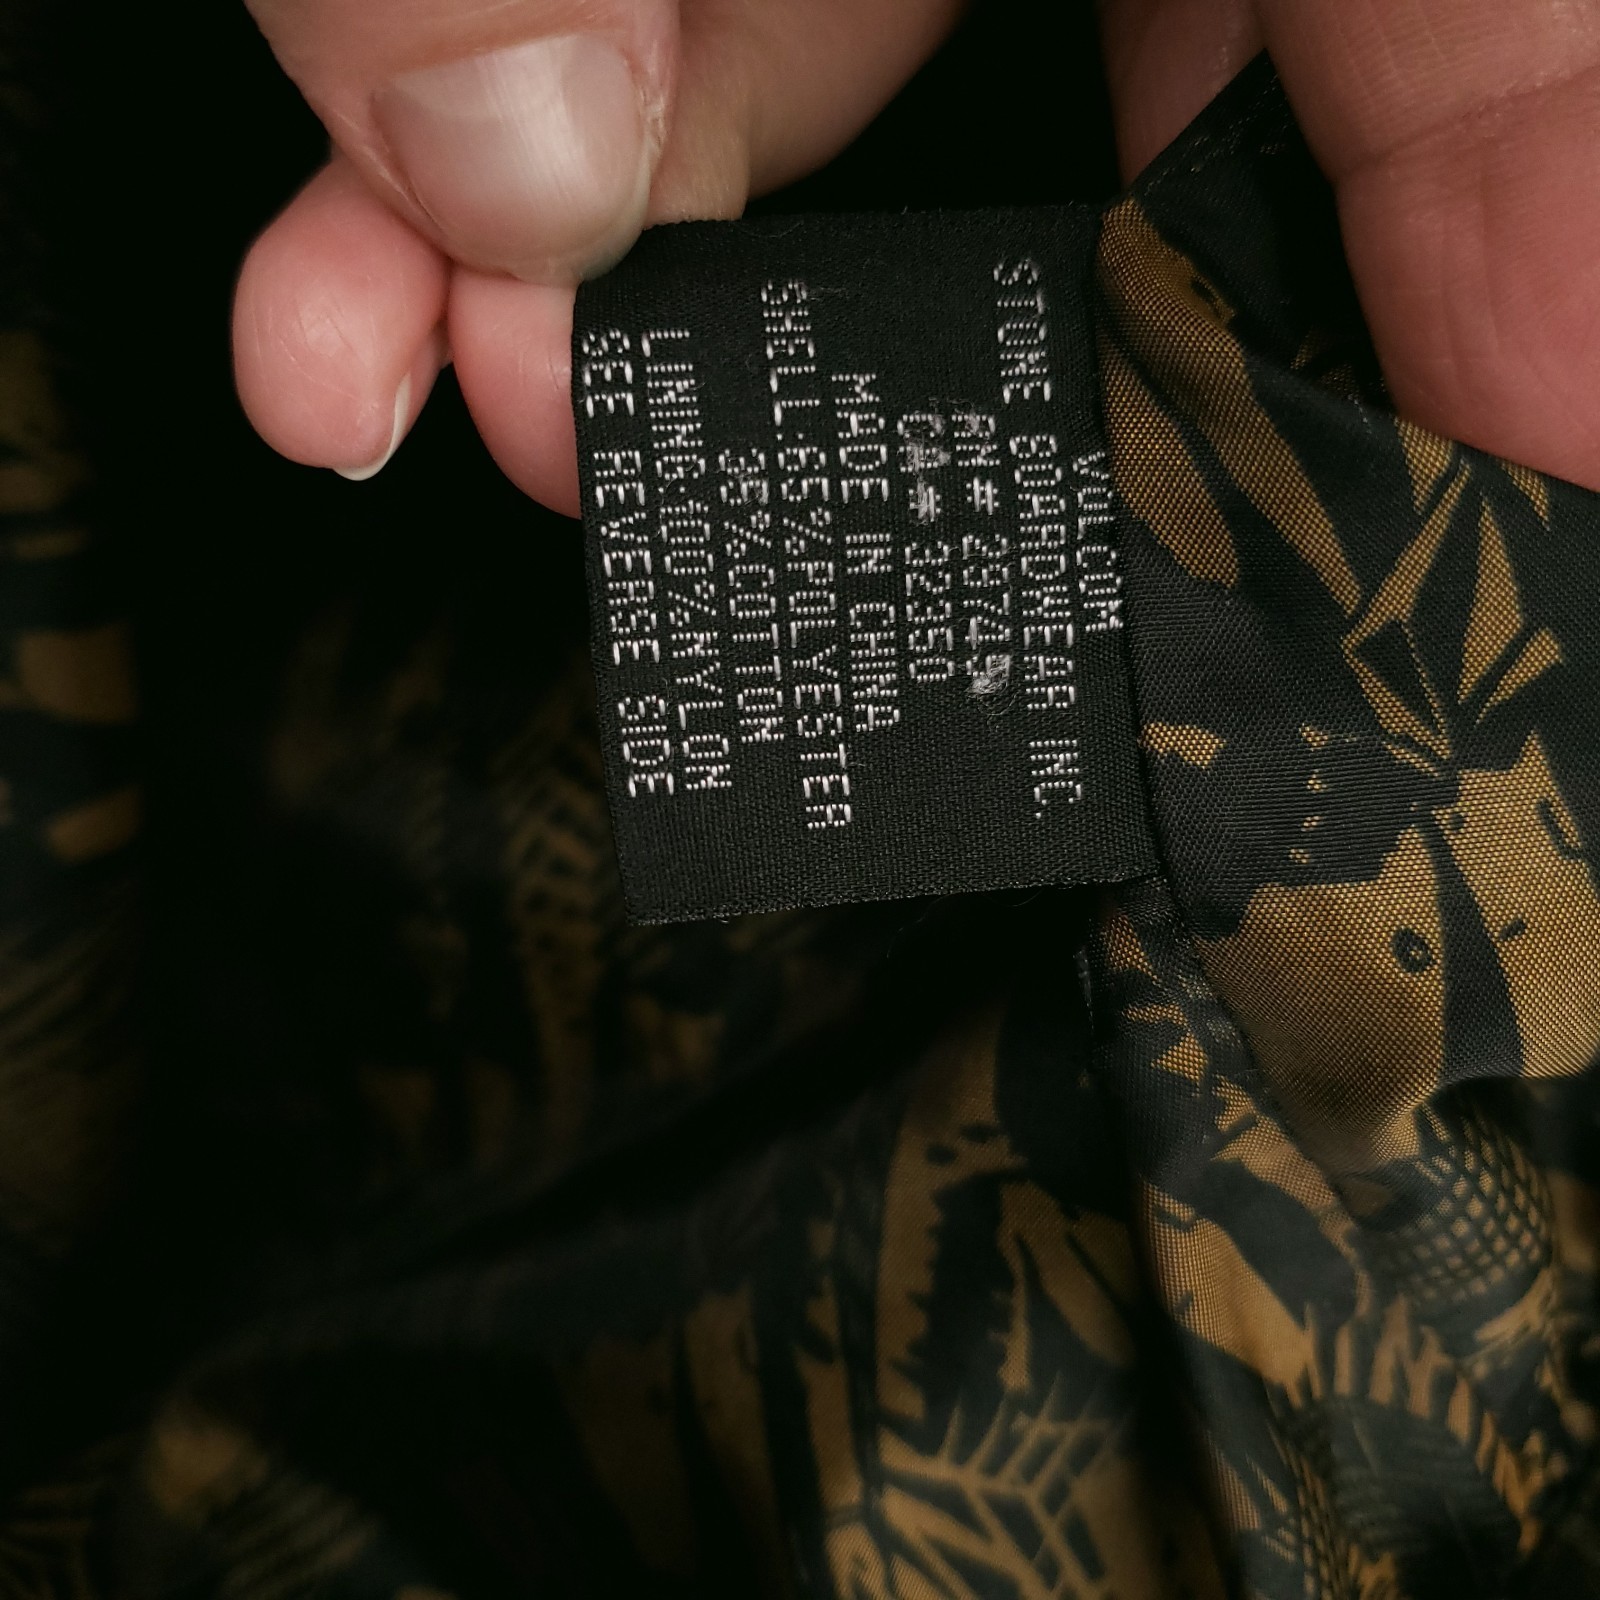 VOLCOM
STONE BOARDWEAR INC.
RN# 
CA# 32350
MADE IN CHINA
SHELL:65%POLYESTER
35%COTTON
LINING:100%NYLON
SEE REVERSE SIDE